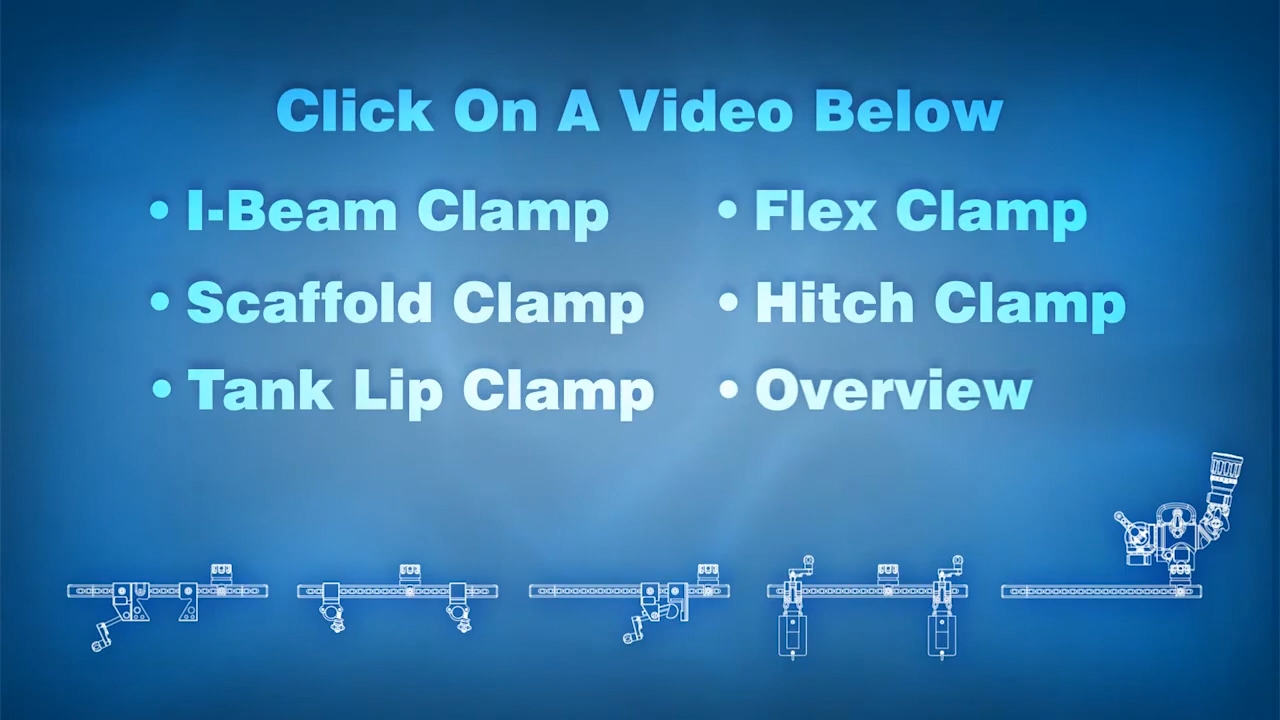 Click On A Video Below
• I-Beam Clamp
• Scaffold Clamp
• Tank Lip Clamp
• Flex Clamp
• Hitch Clamp
• Overview